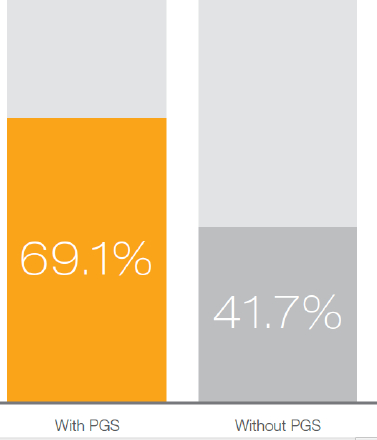 69.1%
41.7%
With PGS
Without PGS